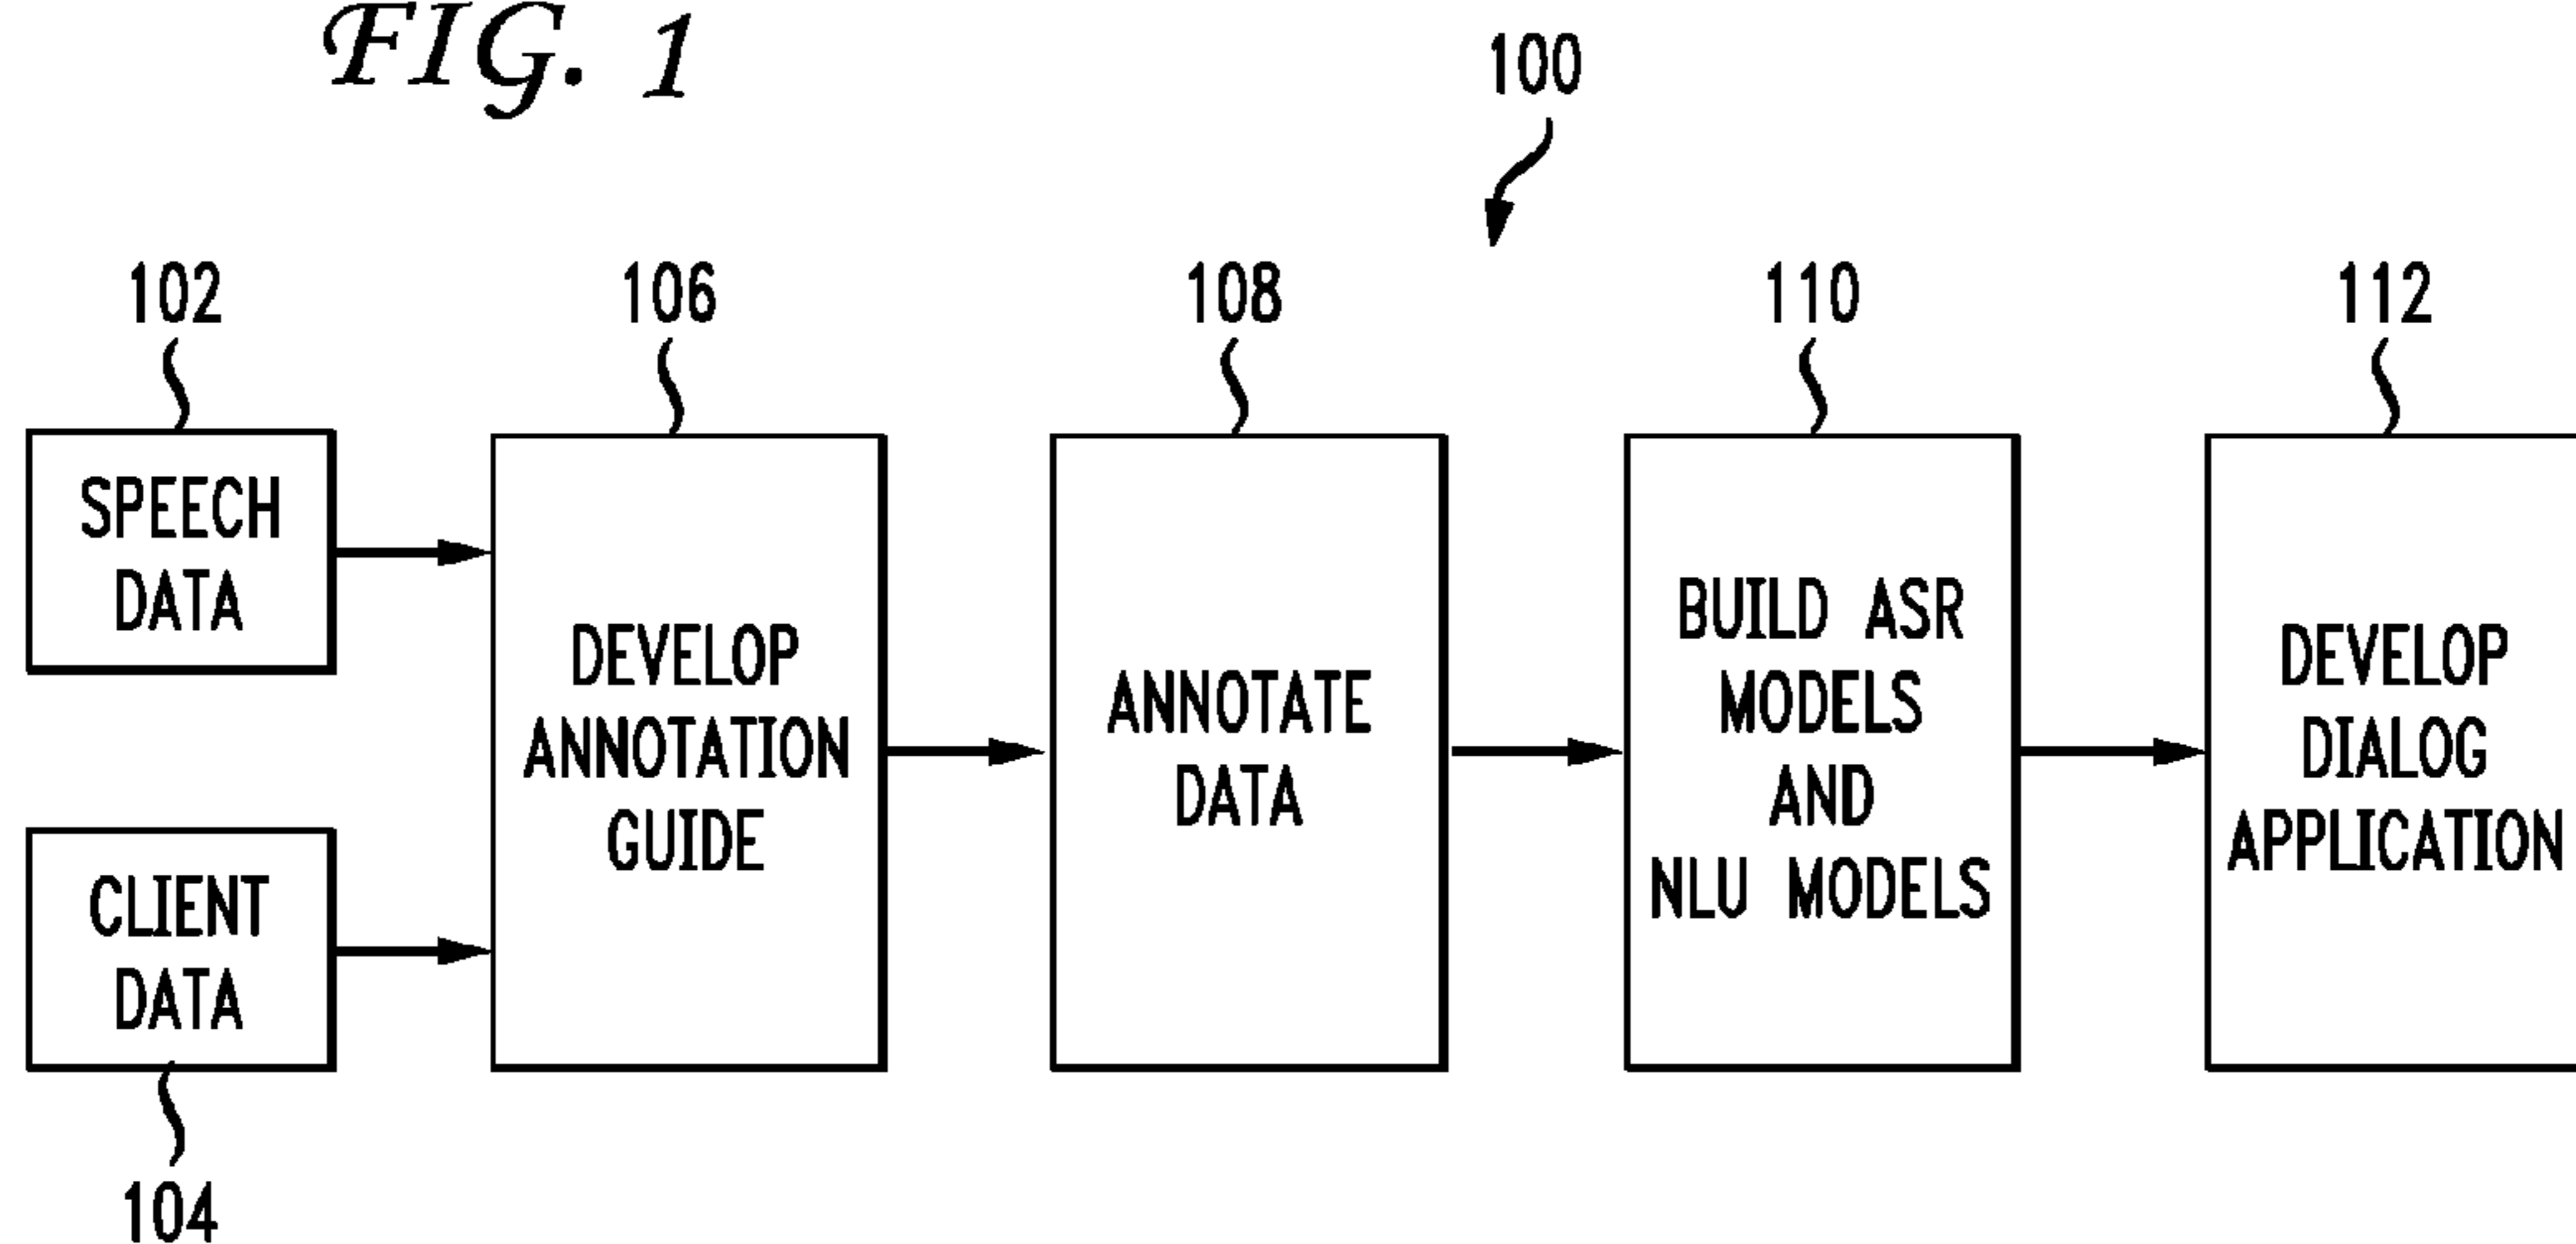 FIG. 1
100
102
106
108
110
112
SPEECH
DATA
DEVELOP
ANNOTATION
GUIDE
ANNOTATE
DATA
BUILD ASR
MODELS
AND
NLU MODELS
DEVELOP
DIALOG
APPLICATION
CLIENT
DATA
104